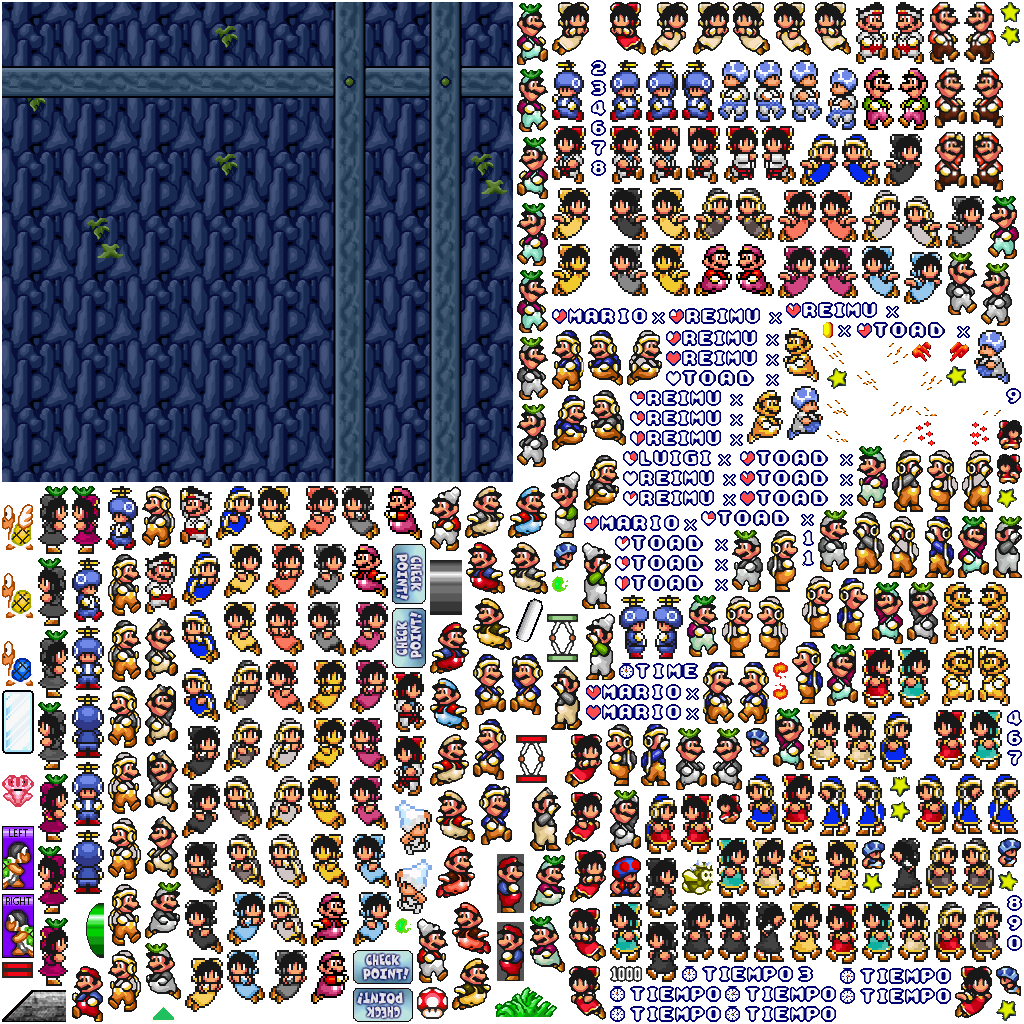 2
3
4
6
7
8
♥MARIO × ♥REIMU × ♥REIMU ×
♥REIMU × × ♥TOAD ×
♥REIMU ×
♥TOAD ×
♥REIMU × 9
♥REIMU ×
♥REIMU ×
♥LUIGI × ♥TOAD ×
♥REIMU × ♥TOAD ×
♥REIMU × ♥TOAD ×
♥MARIO × ♥TOAD × 1
♥TOAD × 1
♥TOAD ×
♥TOAD ×
CHECK POINT!
CHECK POINT!
TIME
♥MARIO ×
♥MARIO ×
4
6
7
LEFT
RIGHT
8
9
0
CHECK POINT!
CHECK POINT!
1000 TIEMPO 3 TIEMPO
TIEMPO TIEMPO TIEMPO
TIEMPO TIEMPO